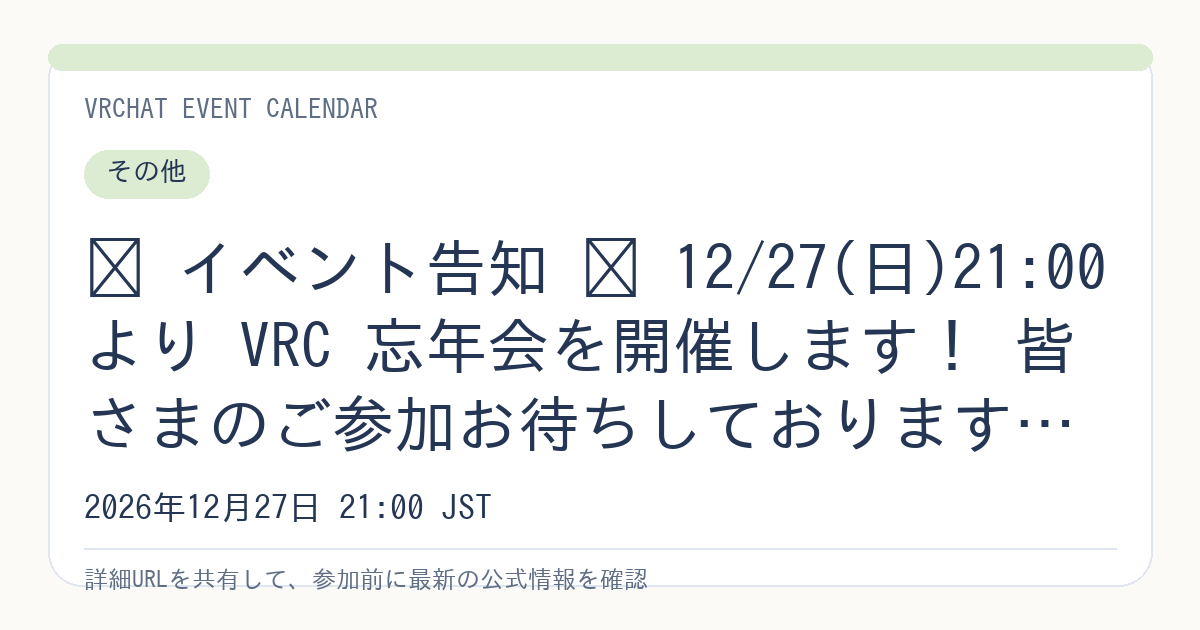 VRCHAT EVENT CALENDAR
その他
イベント告知 12/27(日)21:00
より VRC 忘年会を開催します！ 皆
さまのご参加お待ちしております…
2026年12月27日 21:00 JST
詳細URLを共有して、参加前に最新の公式情報を確認